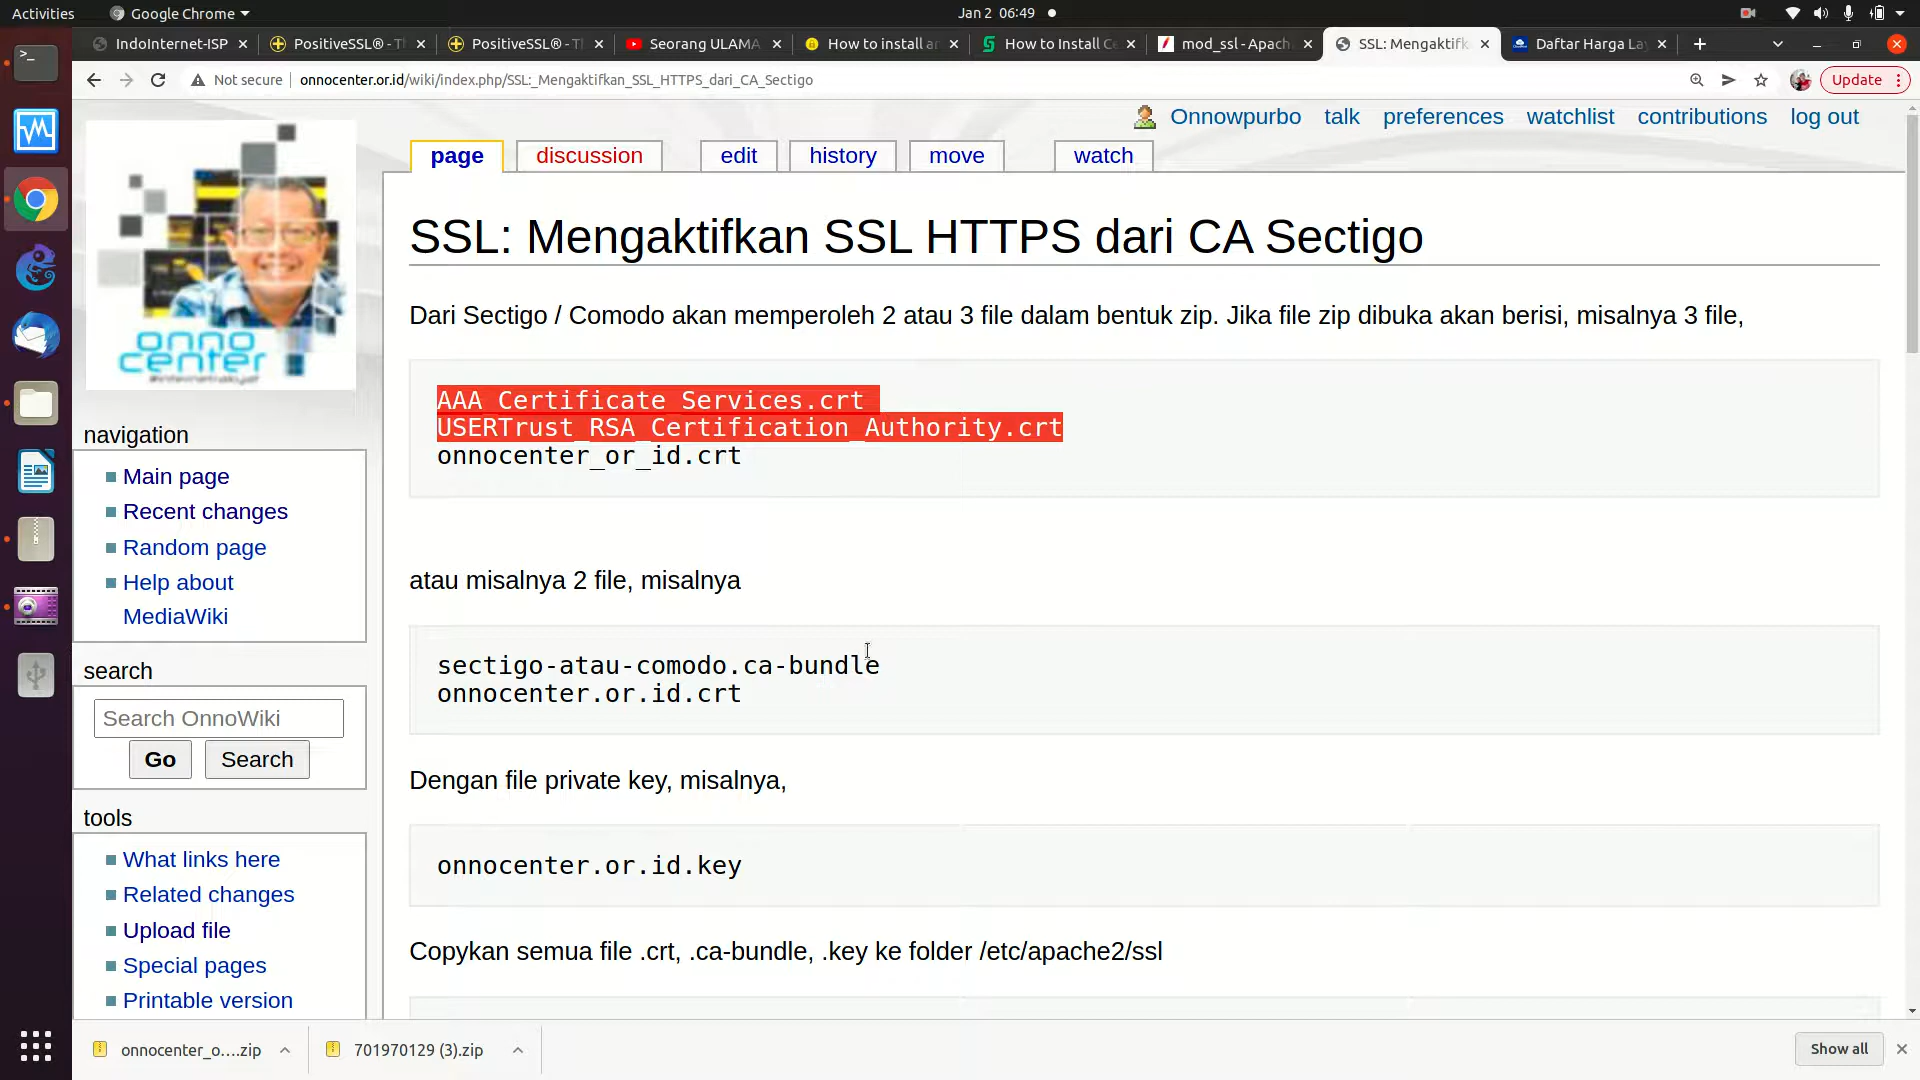 Activities
Google Chrome
Jan 2 06:49
IndoInternet-ISP
PositiveSSL® - T
PositiveSSL® - T
Seorang ULAMA
How to install a
How to Install C
mod_ssl - Apach
SSL: Mengaktifk
Daftar Harga La
Not secure
onnocenter.or.id/wiki/index.php/SSL:_Mengaktifkan_SSL_HTTPS_dari_CA_Sectigo
Update
Onnowpurbo
talk
preferences
watchlist
contributions
log out
page
discussion
edit
history
move
watch
onno
center
SSL: Mengaktifkan SSL HTTPS dari CA Sectigo
Dari Sectigo / Comodo akan memperoleh 2 atau 3 file dalam bentuk zip. Jika file zip dibuka akan berisi, misalnya 3 file,
AAA_Certificate_Services.crt
USERTrust_RSA_Certification_Authority.crt
onnocenter_or_id.crt
atau misalnya 2 file, misalnya
sectigo-atau-comodo.ca-bundle
onnocenter.or.id.crt
Dengan file private key, misalnya,
onnocenter.or.id.key
Copykan semua file .crt, .ca-bundle, .key ke folder /etc/apache2/ssl
navigation
Main page
Recent changes
Random page
Help about
MediaWiki
search
Search OnnoWiki
Go
Search
tools
What links here
Related changes
Upload file
Special pages
Printable version
onnocenter_o....zip
701970129 (3).zip
Show all